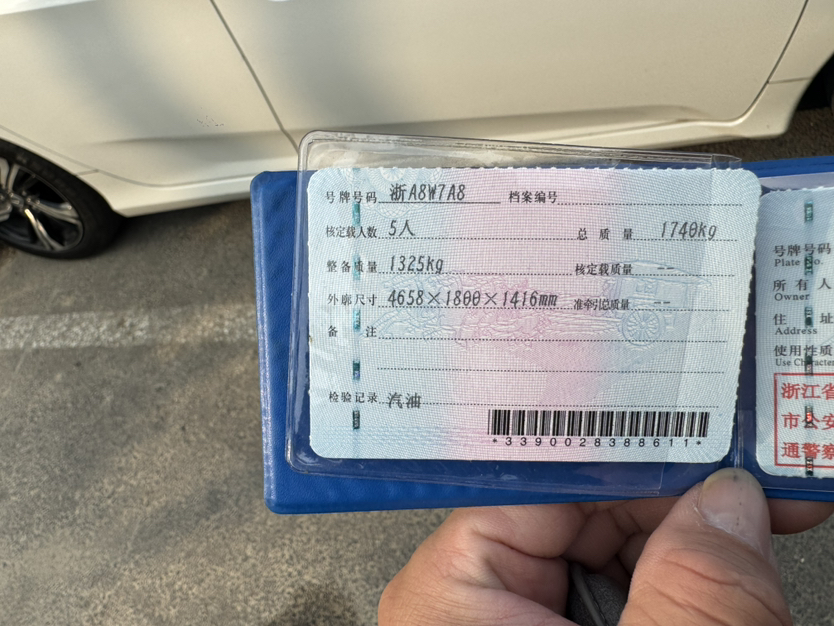 号牌号码 浙A8W7A8 档案编号
核定载人数 5人 总质量 1740kg
整备质量 1325kg 核定载质量 --
外廓尺寸 4658×1800×1416mm 准牵引总质量 --
备注
检验记录 汽油
*3390028388611*
号牌号码
Plate No.
所有人
Owner
住址
Address
使用性质
Use Character
浙江省
市公安
通警察